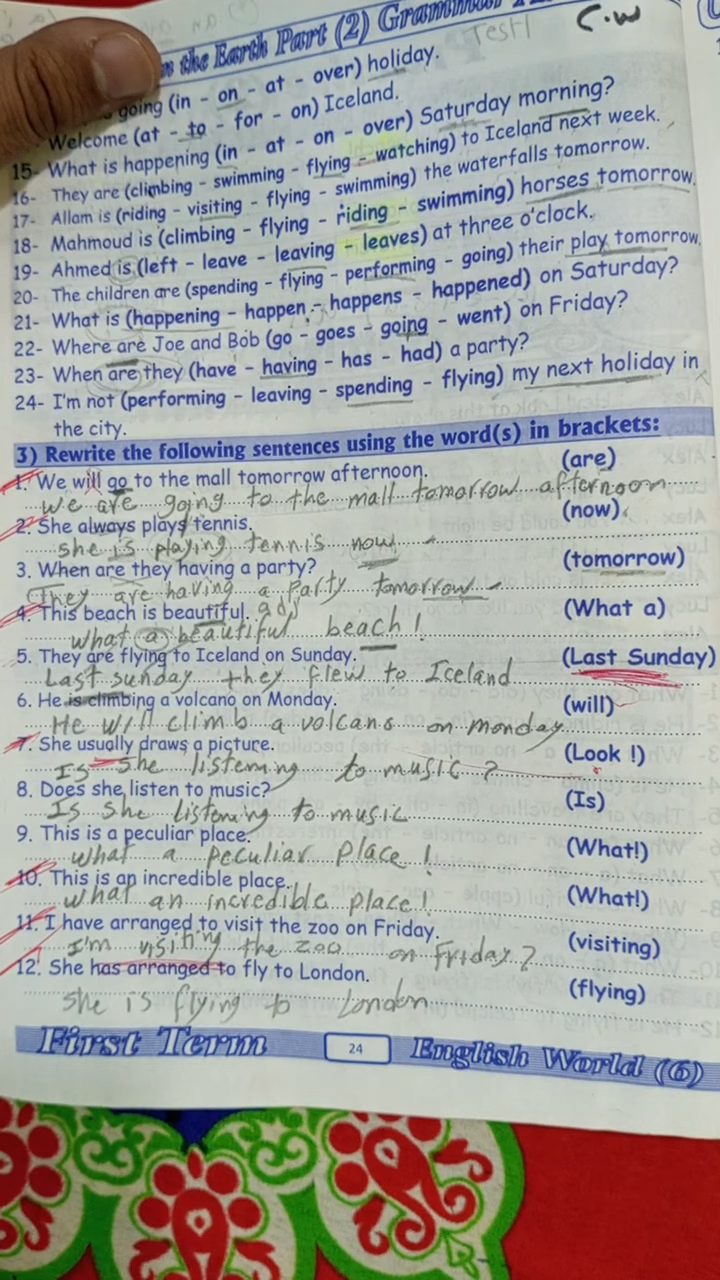 n the Earth Part (2) Grammar
Test1
C.w
going (in - on - at - over) holiday.
Welcome (at - to - for - on) Iceland.
15- What is happening (in - at - on - over) Saturday morning?
16- They are (climbing - swimming - flying - watching) to Iceland next week.
17- Allam is (riding - visiting - flying - swimming) the waterfalls tomorrow.
18- Mahmoud is (climbing - flying - riding - swimming) horses tomorrow.
19- Ahmed is (left - leave - leaving - leaves) at three o'clock.
20- The children are (spending - flying - performing - going) their play tomorrow.
21- What is (happening - happen - happens - happened) on Saturday?
22- Where are Joe and Bob (go - goes - going - went) on Friday?
23- When are they (have - having - has - had) a party?
24- I'm not (performing - leaving - spending - flying) my next holiday in
the city.
3) Rewrite the following sentences using the word(s) in brackets:
1. We will go to the mall tomorrow afternoon. (are)
We are going to the mall tomorrow afternoon
2. She always plays tennis. (now)
she is playing tennis now
3. When are they having a party? (tomorrow)
They are having a Party tomorrow
4. This beach is beautiful. adj (What a)
what a beautiful beach!
5. They are flying to Iceland on Sunday. (Last Sunday)
Last sunday they flew to Iceland
6. He is climbing a volcano on Monday. (will)
He will climb a volcano on monday
7. She usually draws a picture. (Look !)
Is she listening to music?
8. Does she listen to music? (Is)
Is she listening to music
9. This is a peculiar place. (What!)
what a peculiar place!
10. This is an incredible place. (What!)
what an incredible place!
11. I have arranged to visit the zoo on Friday. (visiting)
I'm visiting the zoo on Friday?
12. She has arranged to fly to London. (flying)
she is flying to London
First Term
24
English World (6)